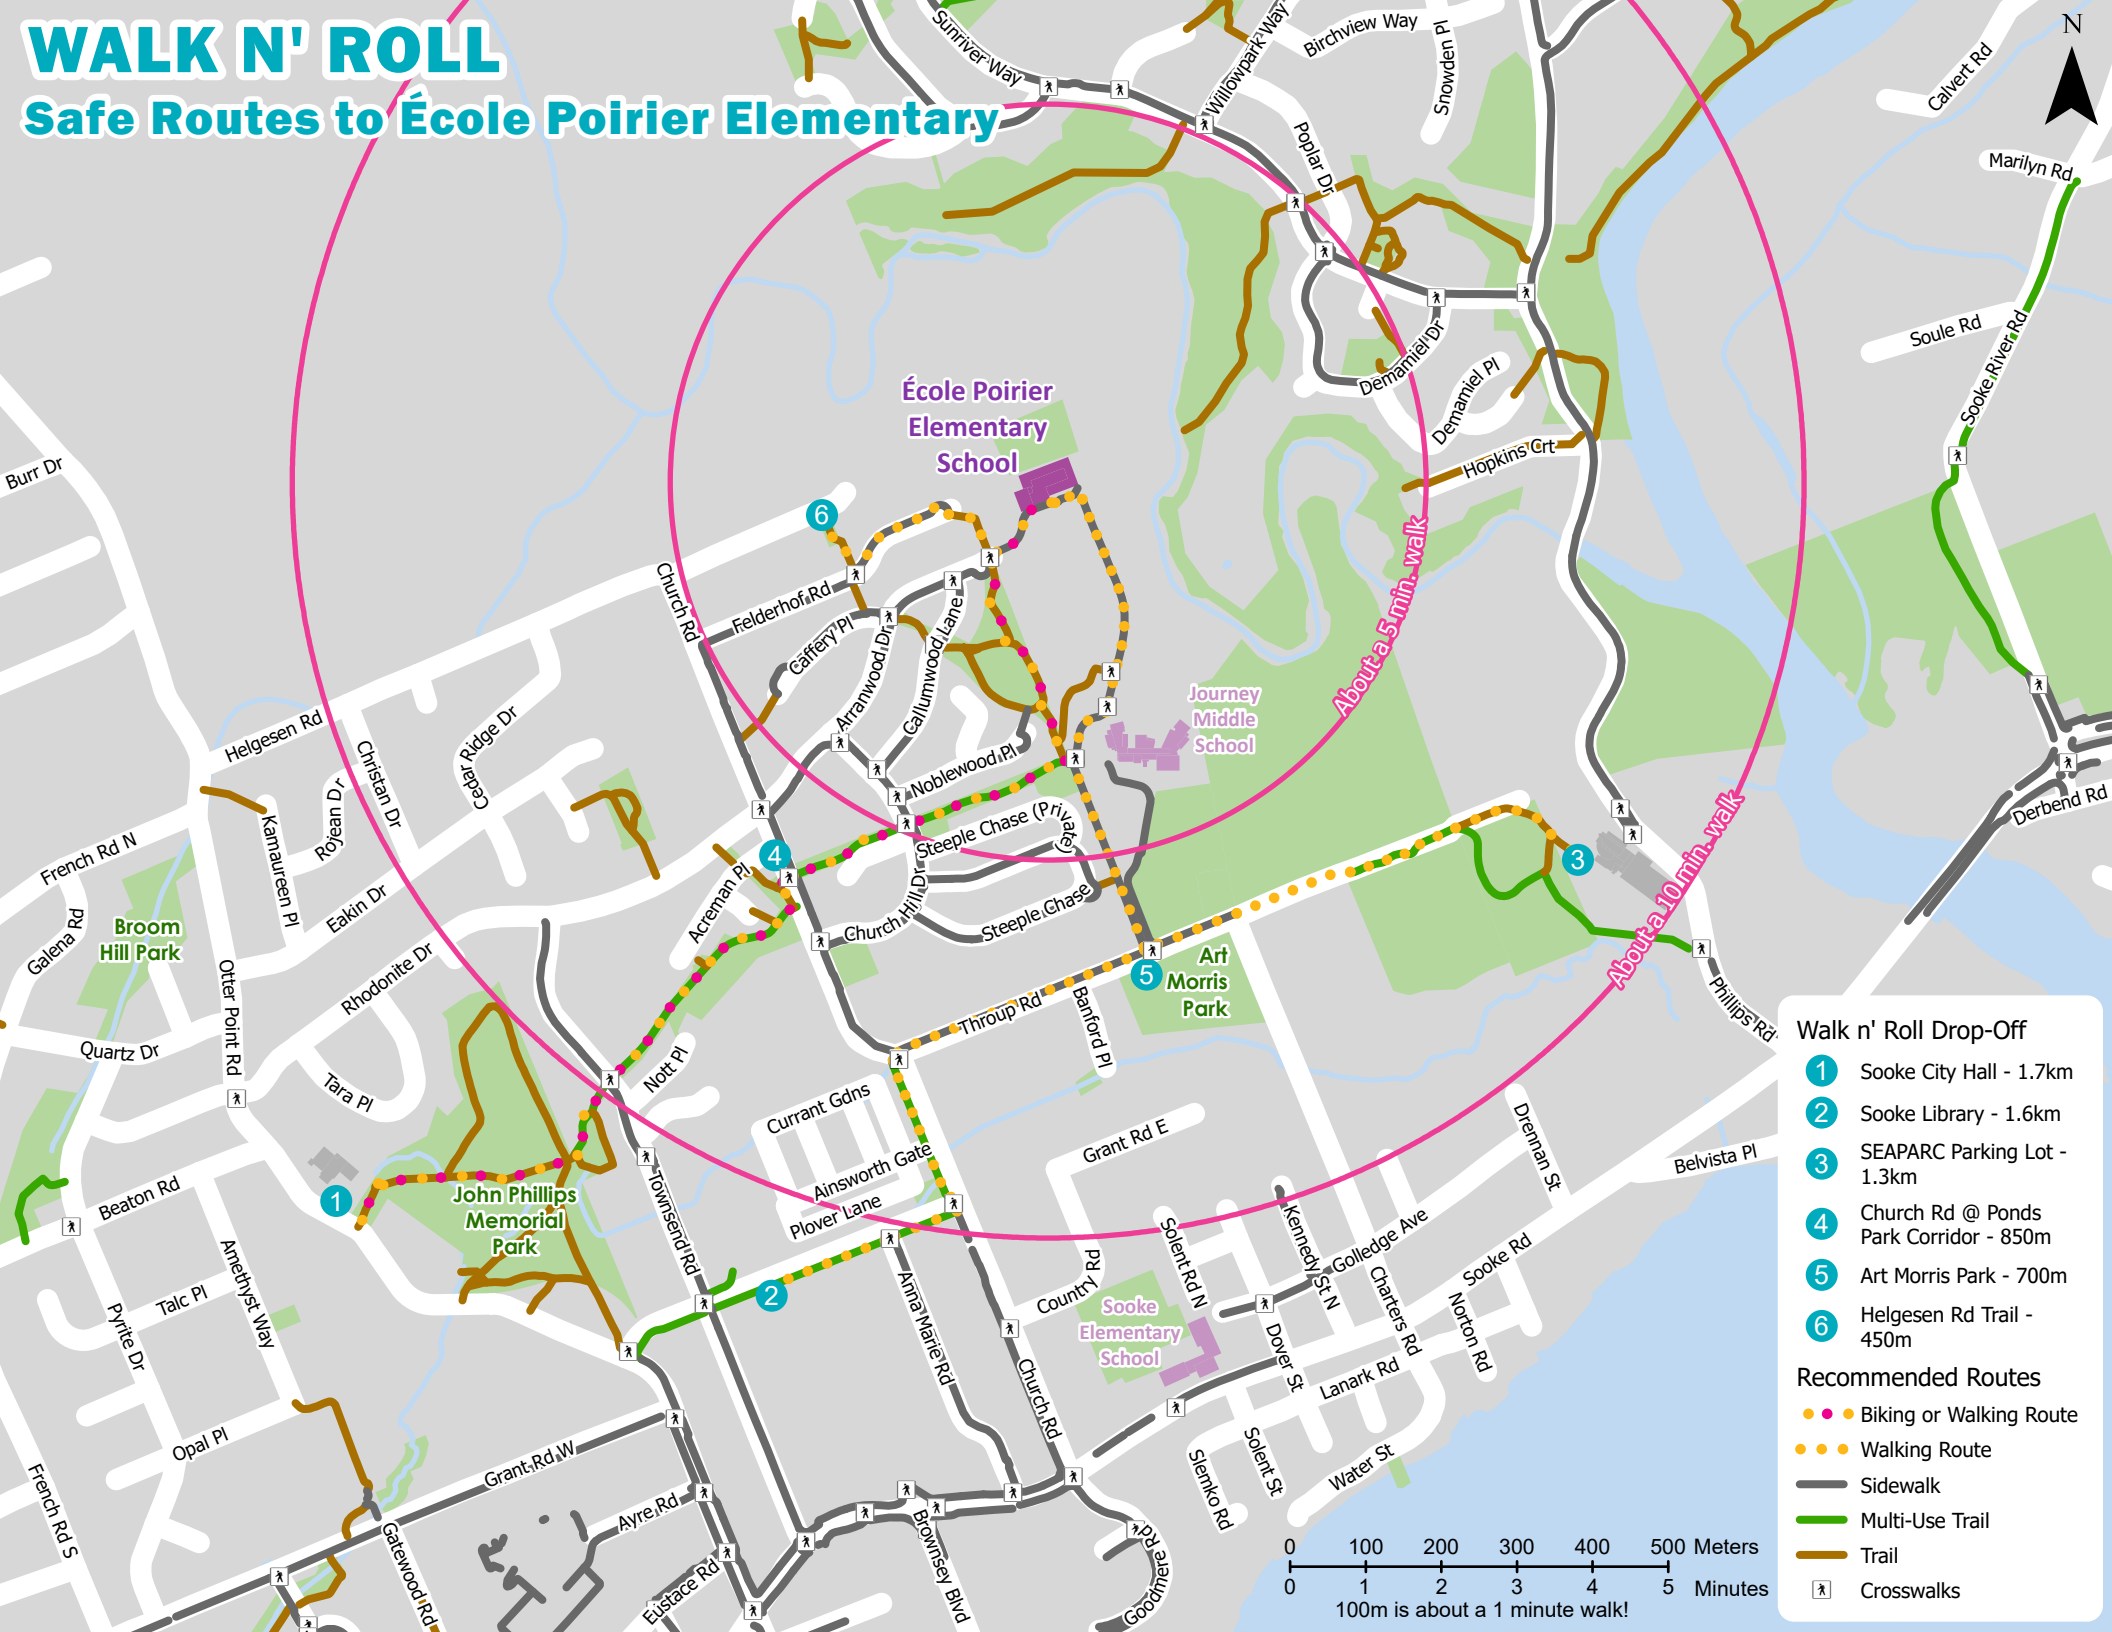 WALK N' ROLL
Safe Routes to École Poirier Elementary
N
Sunriver Way
Willowpark Way
Birchview Way
Snowden Pl
Poplar Dr
Calvert Rd
Marilyn Rd
Soule Rd
Sooke River Rd
Demamiel Dr
Demamiel Pl
Hopkins Crt
École Poirier
Elementary
School
Burr Dr
6
Church Rd
Felderhof Rd
Caffery Pl
Arranwood Dr
Callumwood Lane
Noblewood Pl
About a 5 min. walk
Journey
Middle
School
Helgesen Rd
Christan Dr
Cedar Ridge Dr
Rojean Dr
Kamaureen Pl
French Rd N
Galena Rd
Eakin Dr
Broom
Hill Park
Otter Point Rd
Rhodonite Dr
Quartz Dr
Tara Pl
4
Acreman Pl
Steeple Chase (Private)
Church Hill Dr
Steeple Chase
3
About a 10 min. walk
Derbend Rd
5
Art
Morris
Park
Throup Rd
Banford Pl
Phillips Rd
Nott Pl
Currant Gdns
Ainsworth Gate
Plover Lane
Grant Rd E
Drennan St
Belvista Pl
1
John Phillips
Memorial
Park
Beaton Rd
Townsend Rd
2
Amethyst Way
Talc Pl
Pyrite Dr
Opal Pl
French Rd S
Grant Rd W
Gatewood Rd
Ayre Rd
Eustace Rd
Anna Marie Rd
Church Rd
Country Rd
Solent Rd N
Kennedy St N
Golledge Ave
Sooke Rd
Charters Rd
Norton Rd
Dover St
Lanark Rd
Sooke
Elementary
School
Slemko Rd
Solent St
Water St
Brownsey Blvd
Goodmere Rd
0 100 200 300 400 500 Meters
0 1 2 3 4 5 Minutes
100m is about a 1 minute walk!
Walk n' Roll Drop-Off
1 Sooke City Hall - 1.7km
2 Sooke Library - 1.6km
3 SEAPARC Parking Lot -
1.3km
4 Church Rd @ Ponds
Park Corridor - 850m
5 Art Morris Park - 700m
6 Helgesen Rd Trail -
450m
Recommended Routes
Biking or Walking Route
Walking Route
Sidewalk
Multi-Use Trail
Trail
Crosswalks